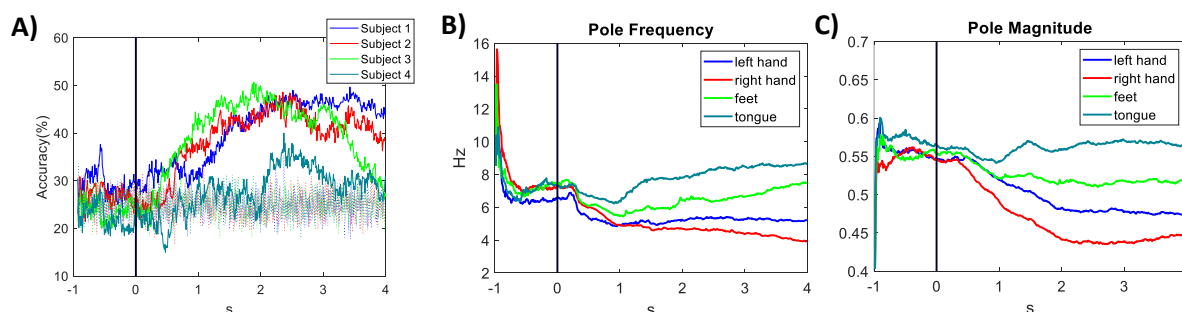 A)
Accuracy(%)
60
50
40
30
20
10
-1 0 1 2 3 4
s
Subject 1
Subject 2
Subject 3
Subject 4
B)
Pole Frequency
Hz
16
14
12
10
8
6
4
2
-1 0 1 2 3 4
s
left hand
right hand
feet
tongue
C)
Pole Magnitude
0.7
0.65
0.6
0.55
0.5
0.45
0.4
-1 0 1 2 3
s
left hand
right hand
feet
tongue